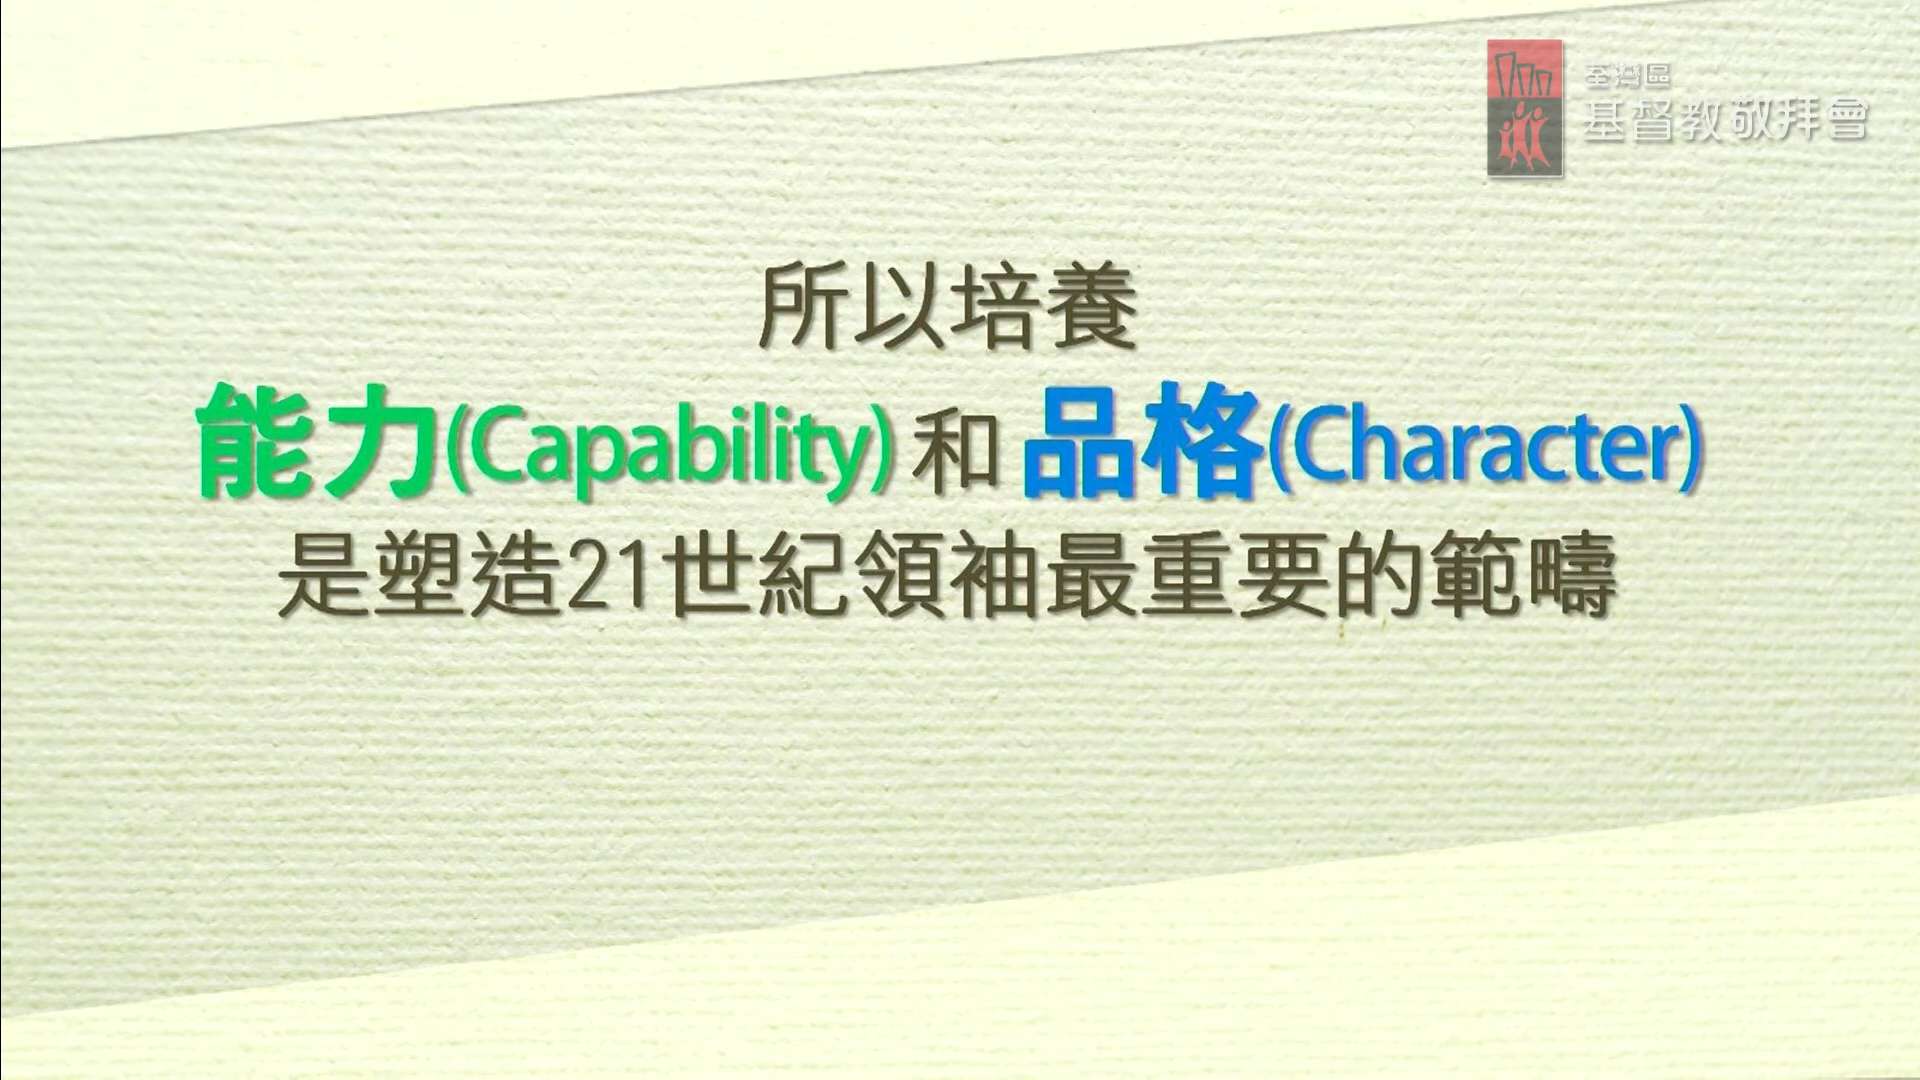 荃灣區
基督教敬拜會
所以培養
能力(Capability) 和 品格(Character)
是塑造21世紀領袖最重要的範疇